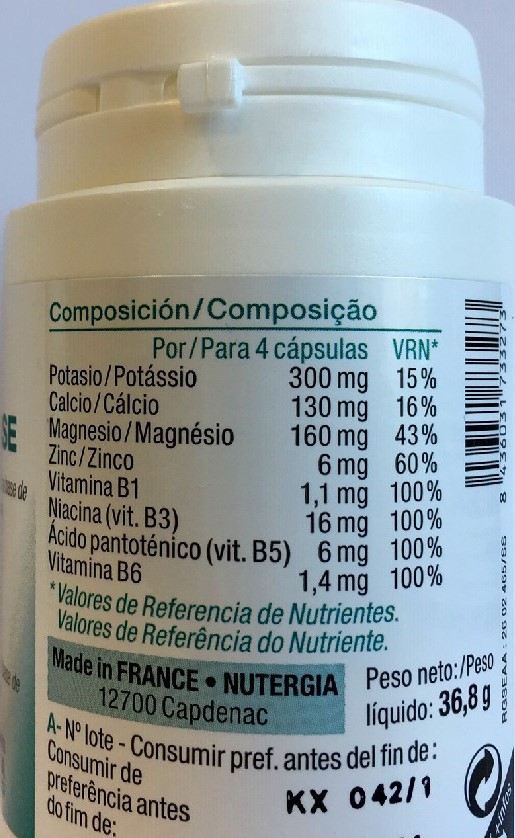 Composición/Composição
Por/Para 4 cápsulas VRN*
Potasio/Potássio 300 mg 15%
Calcio/Cálcio 130 mg 16%
Magnesio/Magnésio 160 mg 43%
Zinc/Zinco 6 mg 60%
Vitamina B1 1,1 mg 100%
Niacina (vit. B3) 16 mg 100%
Ácido pantoténico (vit. B5) 6 mg 100%
Vitamina B6 1,4 mg 100%
*Valores de Referencia de Nutrientes.
Valores de Referência do Nutriente.
Made in FRANCE • NUTERGIA
12700 Capdenac
Peso neto:/Peso
líquido: 36,8 g
A- Nº lote - Consumir pref. antes del fin de:
Consumir de
preferência antes
do fim de:
KX 042/1
8 436031 733273
SE
de